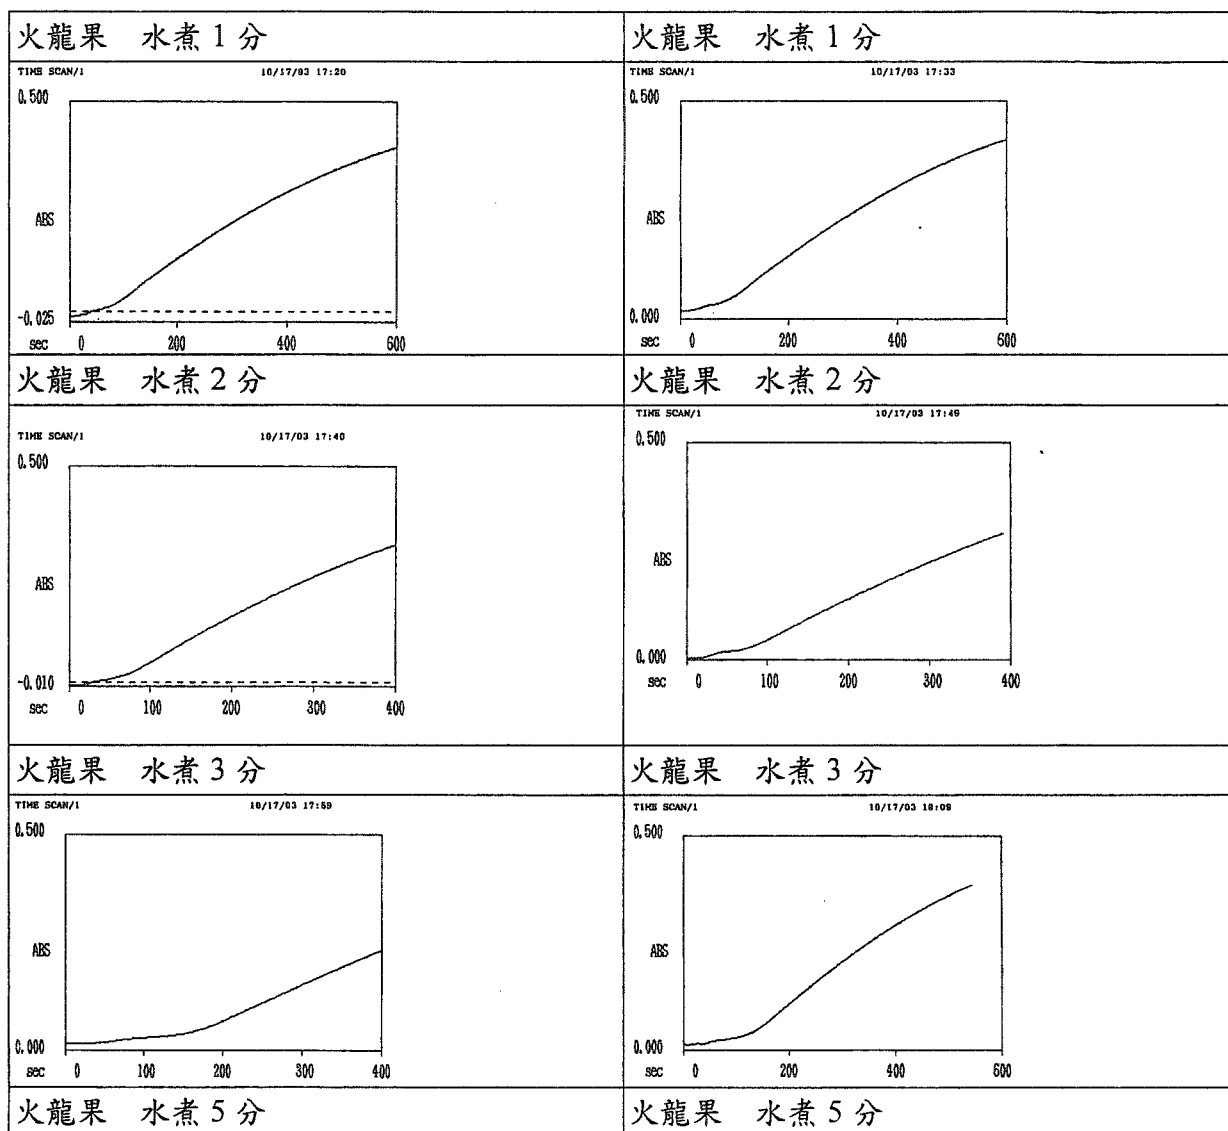 火龍果 水煮 1 分
火龍果 水煮 1 分
TIME SCAN/1 10/17/03 17:20
0.500
ABS
-0.025
sec 0 200 400 600
TIME SCAN/1 10/17/03 17:33
0.500
ABS
0.000
sec 0 200 400 600
火龍果 水煮 2 分
火龍果 水煮 2 分
TIME SCAN/1 10/17/03 17:40
0.500
ABS
-0.010
sec 0 100 200 300 400
TIME SCAN/1 10/17/03 17:49
0.500
ABS
0.000
sec 0 100 200 300 400
火龍果 水煮 3 分
火龍果 水煮 3 分
TIME SCAN/1 10/17/03 17:59
0.500
ABS
0.000
sec 0 100 200 300 400
TIME SCAN/1 10/17/03 18:09
0.500
ABS
0.000
sec 0 200 400 600
火龍果 水煮 5 分
火龍果 水煮 5 分